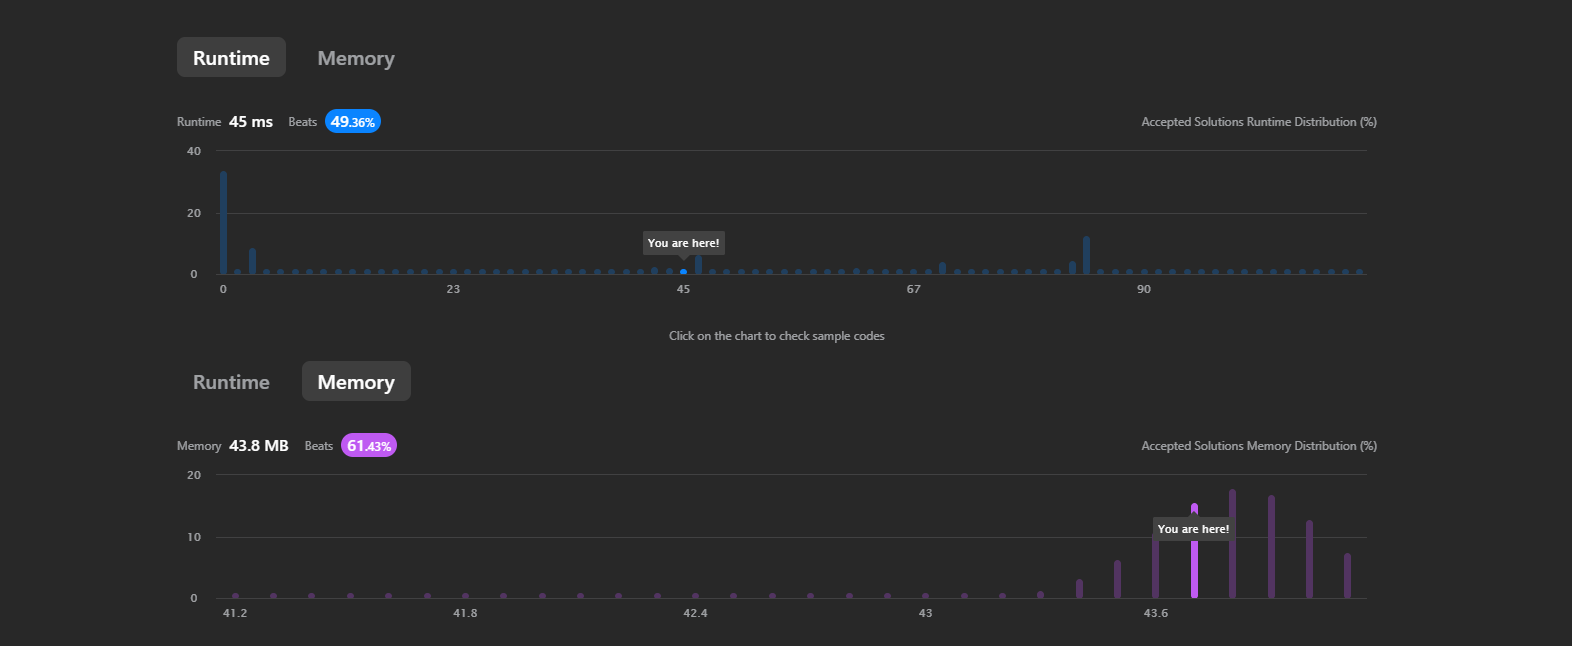 Runtime Memory
Runtime 45 ms Beats 49.36% Accepted Solutions Runtime Distribution (%)
40
20
You are here!
0
0 23 45 67 90
Click on the chart to check sample codes
Runtime Memory
Memory 43.8 MB Beats 61.43% Accepted Solutions Memory Distribution (%)
20
You are here!
10
0
41.2 41.8 42.4 43 43.6